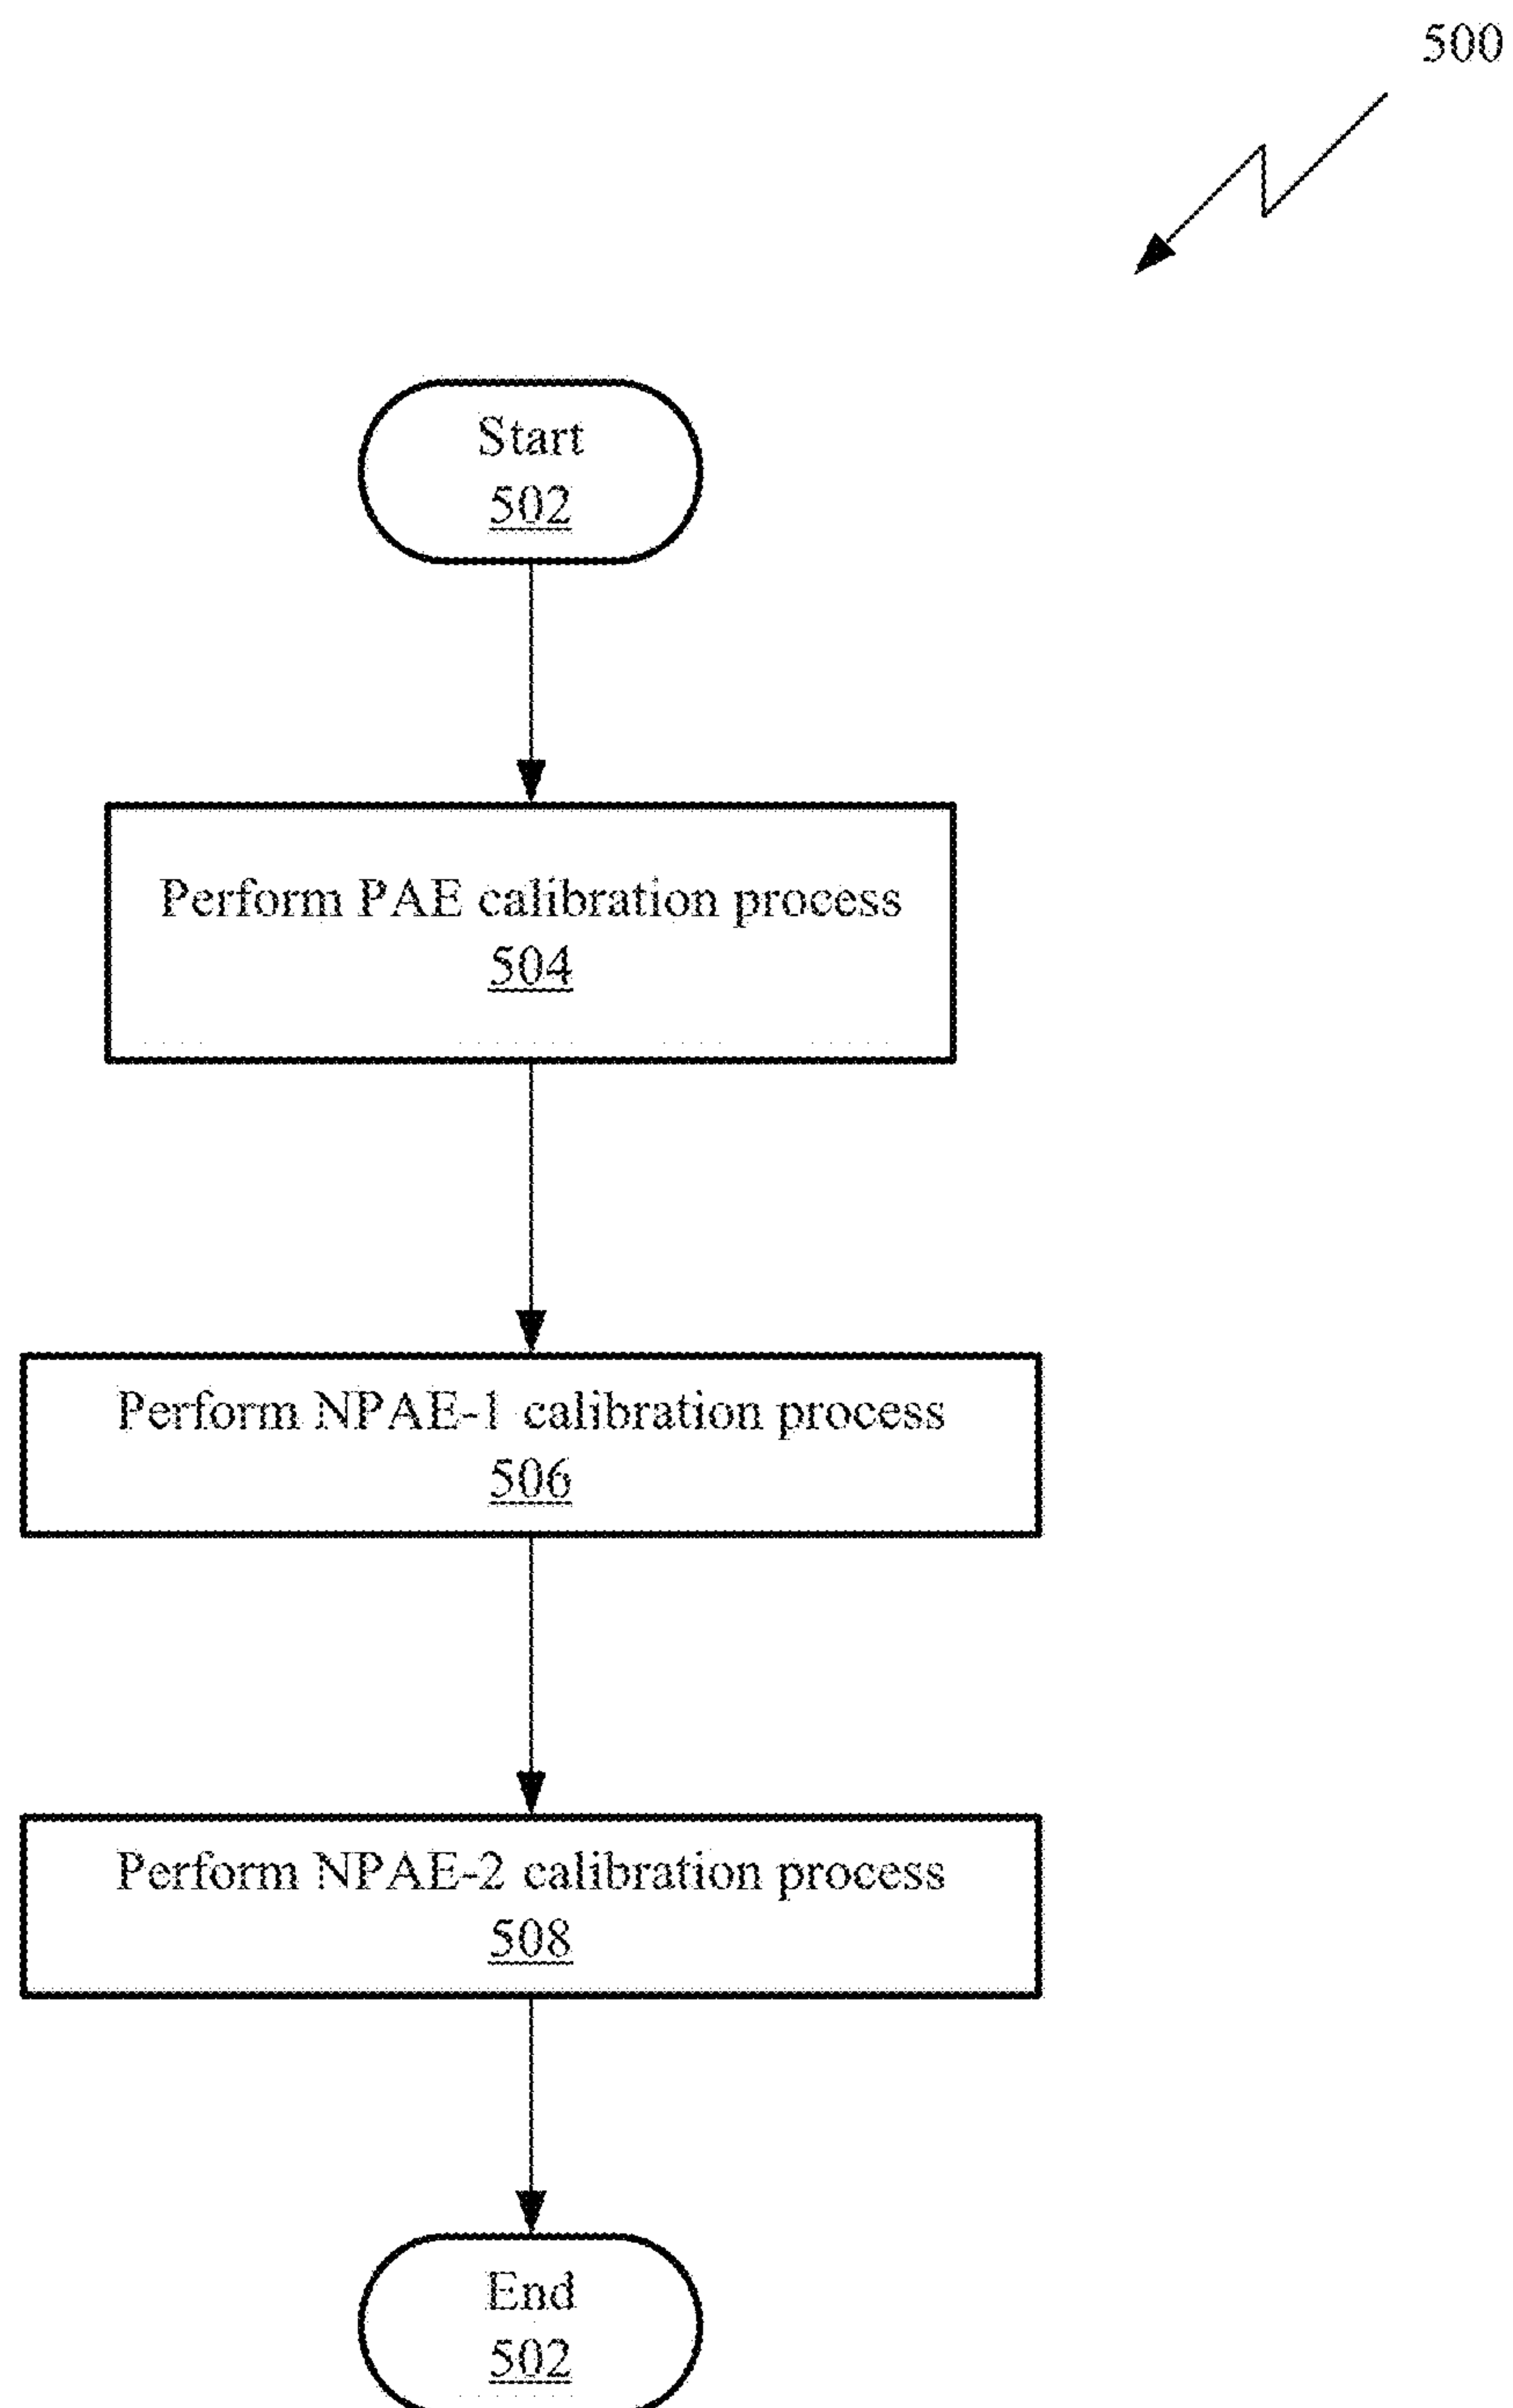 500
Start
502
Perform PAE calibration process
504
Perform NPAE-1 calibration process
506
Perform NPAE-2 calibration process
508
End
502